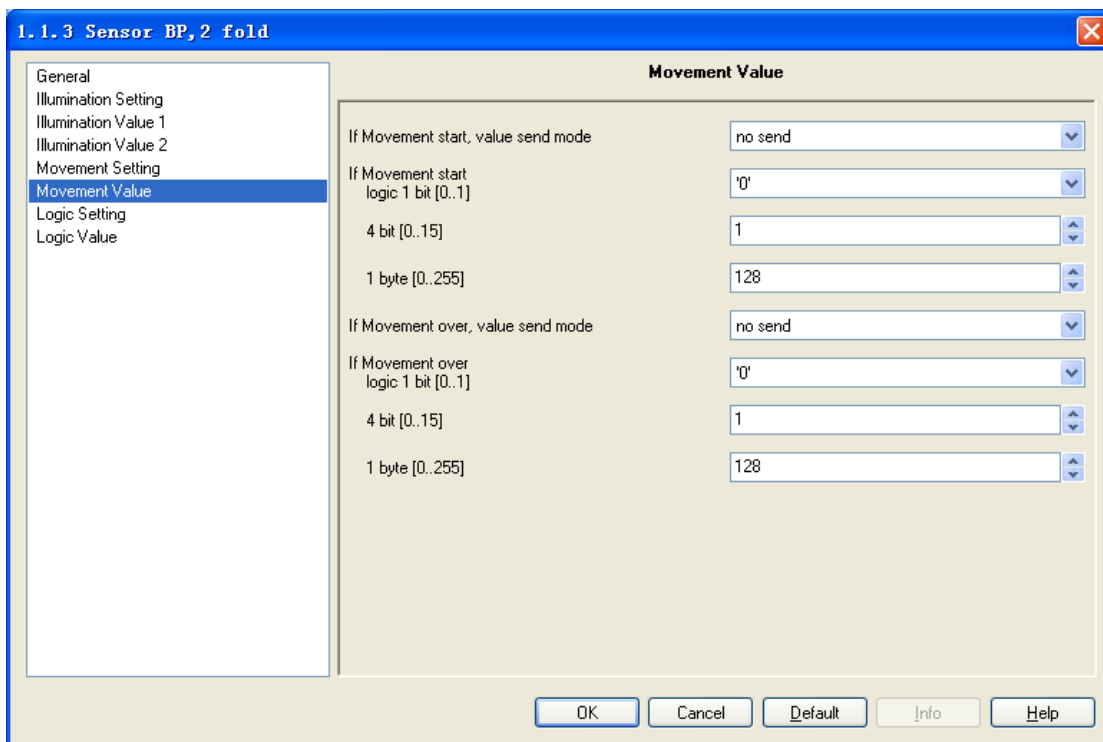 1.1.3 Sensor BP,2 fold
General
Illumination Setting
Illumination Value 1
Illumination Value 2
Movement Setting
Movement Value
Logic Setting
Logic Value
Movement Value
If Movement start, value send mode
no send
If Movement start
logic 1 bit [0..1]
'0'
4 bit [0..15]
1
1 byte [0..255]
128
If Movement over, value send mode
no send
If Movement over
logic 1 bit [0..1]
'0'
4 bit [0..15]
1
1 byte [0..255]
128
OK
Cancel
Default
Info
Help